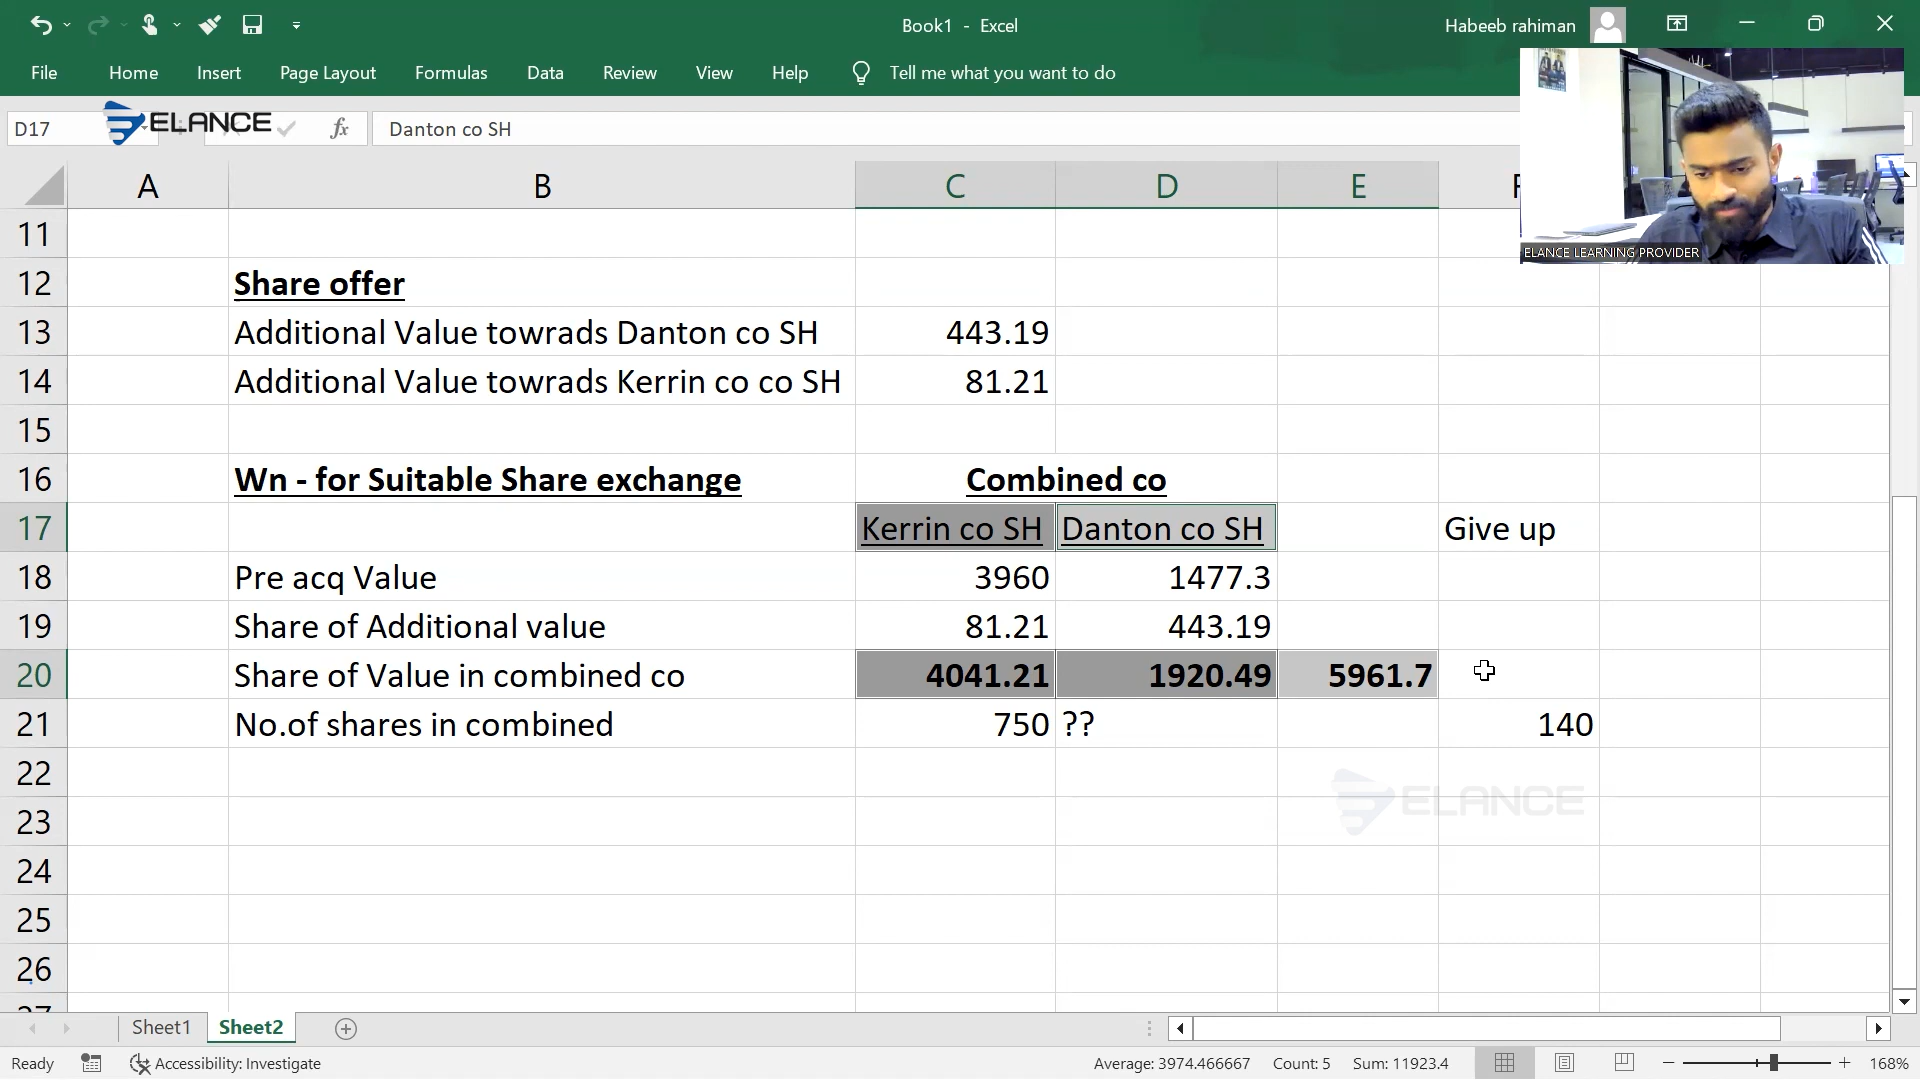 Book1 - Excel
Habeeb rahiman
File Home Insert Page Layout Formulas Data Review View Help Tell me what you want to do
D17
ELANCE
fx
Danton co SH
ELANCE LEARNING PROVIDER
A B C D E
11
12 Share offer
13 Additional Value towrads Danton co SH 443.19
14 Additional Value towrads Kerrin co co SH 81.21
15
16 Wn - for Suitable Share exchange Combined co
17 Kerrin co SH Danton co SH Give up
18 Pre acq Value 3960 1477.3
19 Share of Additional value 81.21 443.19
20 Share of Value in combined co 4041.21 1920.49 5961.7
21 No.of shares in combined 750 ?? 140
22
ELANCE
23
24
25
26
27
Sheet1 Sheet2
Ready Accessibility: Investigate Average: 3974.466667 Count: 5 Sum: 11923.4 168%